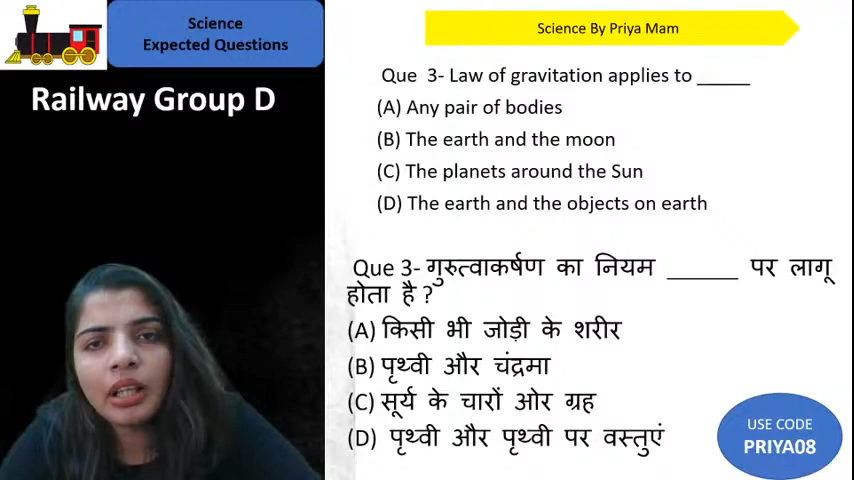 Science
Expected Questions
Railway Group D
Science By Priya Mam
Que 3- Law of gravitation applies to _____
(A) Any pair of bodies
(B) The earth and the moon
(C) The planets around the Sun
(D) The earth and the objects on earth
Que 3- गुरुत्वाकर्षण का नियम ______ पर लागू
होता है ?
(A) किसी भी जोड़ी के शरीर
(B) पृथ्वी और चंद्रमा
(C) सूर्य के चारों ओर ग्रह
(D) पृथ्वी और पृथ्वी पर वस्तुएं
USE CODE
PRIYA08